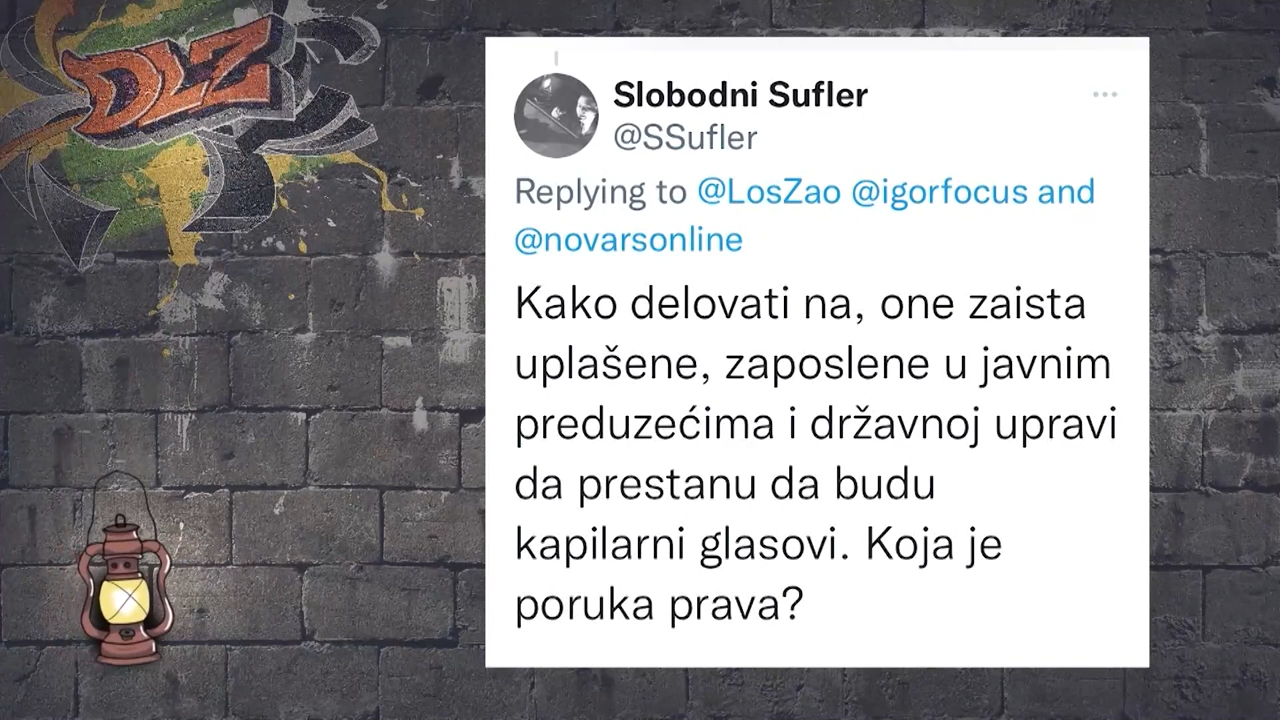 DLZ
Slobodni Sufler
@SSufler
Replying to @LosZao @igorfocus and
@novarsonline
Kako delovati na, one zaista
uplašene, zaposlene u javnim
preduzećima i državnoj upravi
da prestanu da budu
kapilarni glasovi. Koja je
poruka prava?